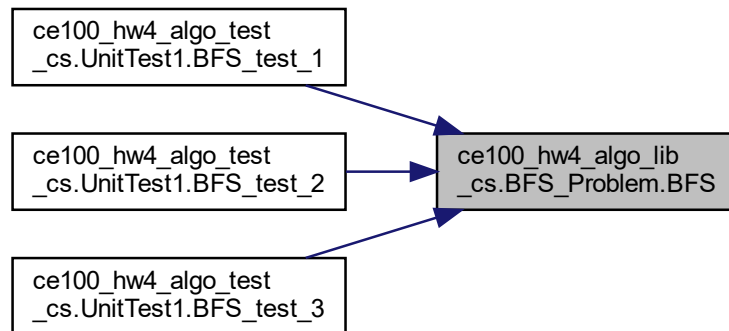 ce100_hw4_algo_test
_cs.UnitTest1.BFS_test_1
ce100_hw4_algo_test
_cs.UnitTest1.BFS_test_2
ce100_hw4_algo_lib
_cs.BFS_Problem.BFS
ce100_hw4_algo_test
_cs.UnitTest1.BFS_test_3